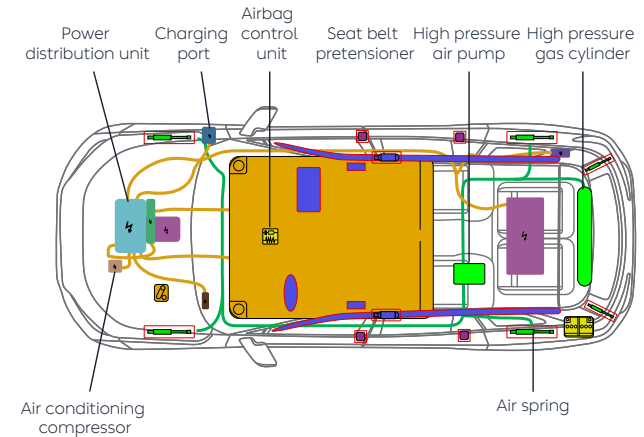 Power
distribution unit
Charging
port
Airbag
control
unit
Seat belt
pretensioner
High pressure
air pump
High pressure
gas cylinder
Air conditioning
compressor
Air spring